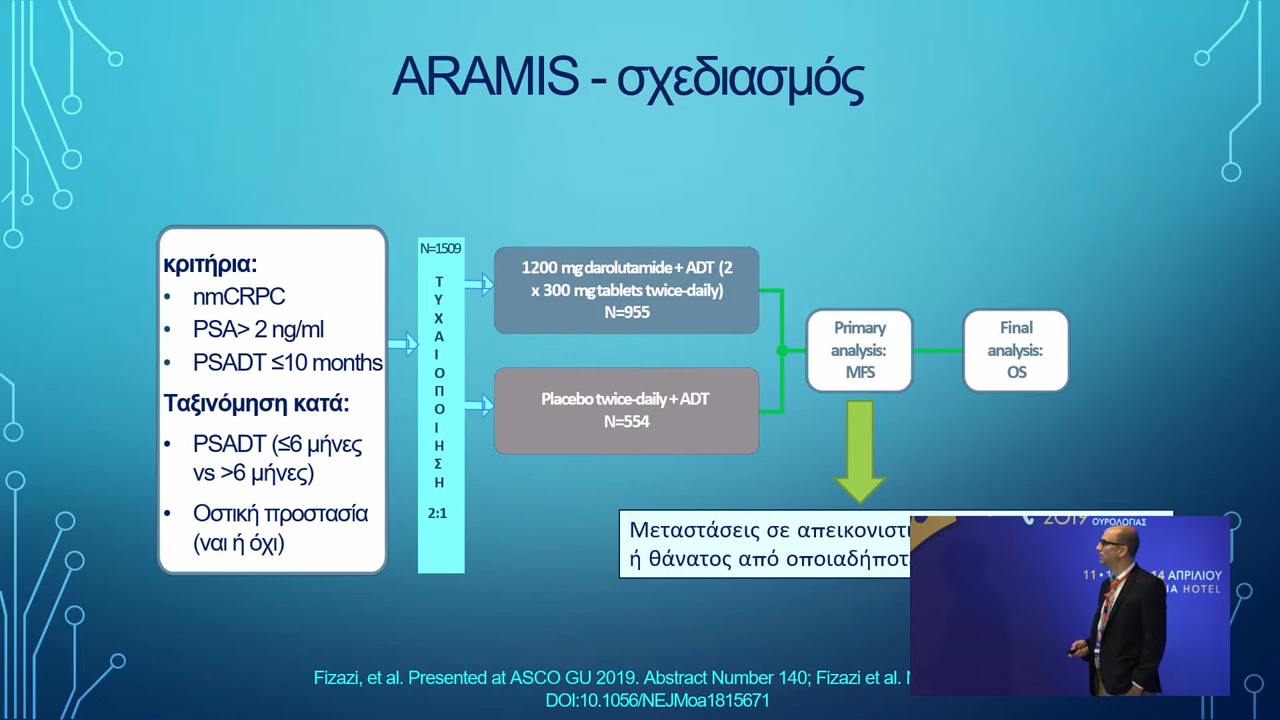 ARAMIS - σχεδιασμός
κριτήρια:
• nmCRPC
• PSA> 2 ng/ml
• PSADT ≤10 months
Ταξινόμηση κατά:
• PSADT (≤6 μήνες
vs >6 μήνες)
• Οστική προστασία
(ναι ή όχι)
N=1509
ΤΥΧΑΙΟΠΟΙΗΣΗ
2:1
1200 mg darolutamide + ADT (2
x 300 mg tablets twice-daily)
N=955
Placebo twice-daily + ADT
N=554
Primary
analysis:
MFS
Final
analysis:
OS
Μεταστάσεις σε
ή θάνατος από
2019 ΟΥΡΟΛΟΓΙΑΣ
11 • 14 ΑΠΡΙΛΙΟΥ
HOTEL
Fizazi, et al. Presented at ASCO GU 2019. Abstract Number 140; Fizazi et al.
DOI:10.1056/NEJMoa1815671